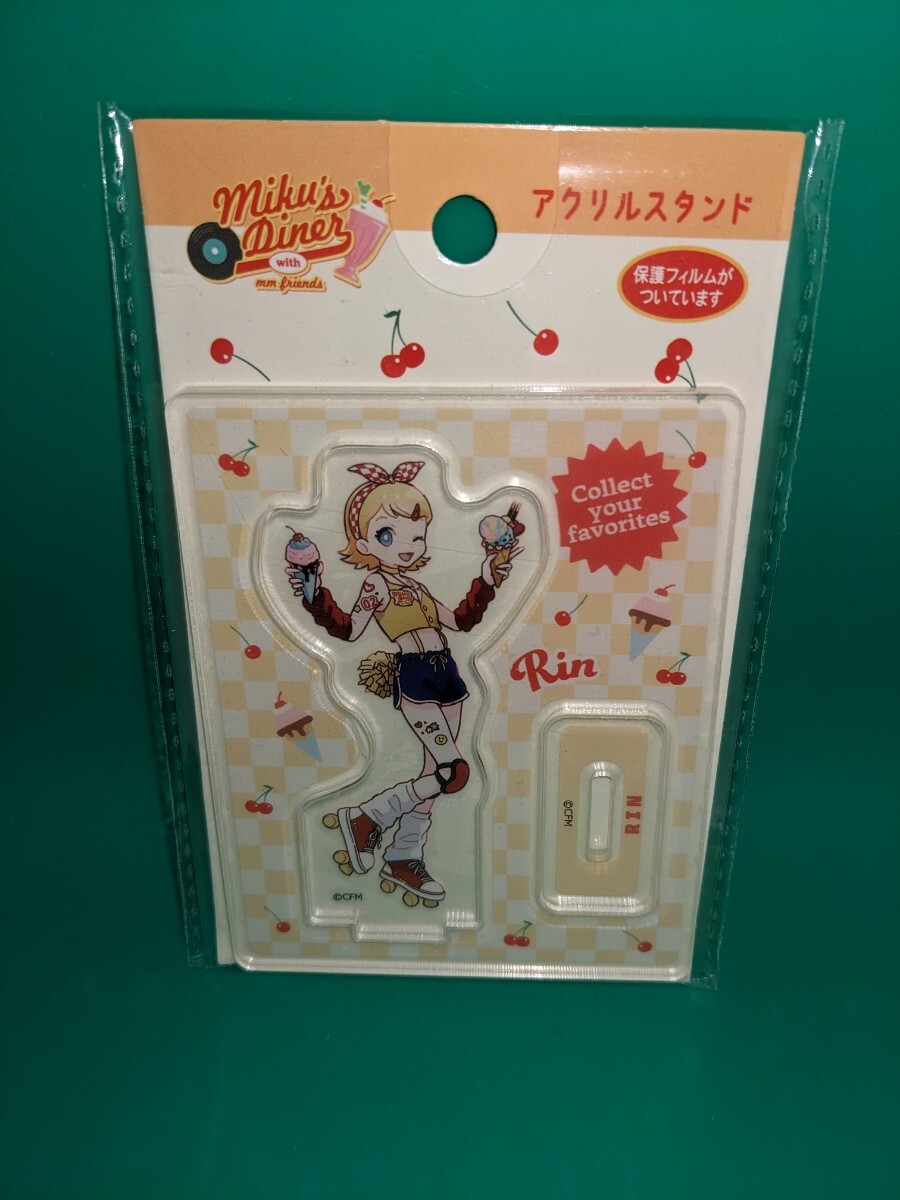 Miku's
Diner
with
mm friends
アクリルスタンド
保護フィルムが
ついています
Collect
your
favorites
02
Rin
RIN
©CFM
©CFM